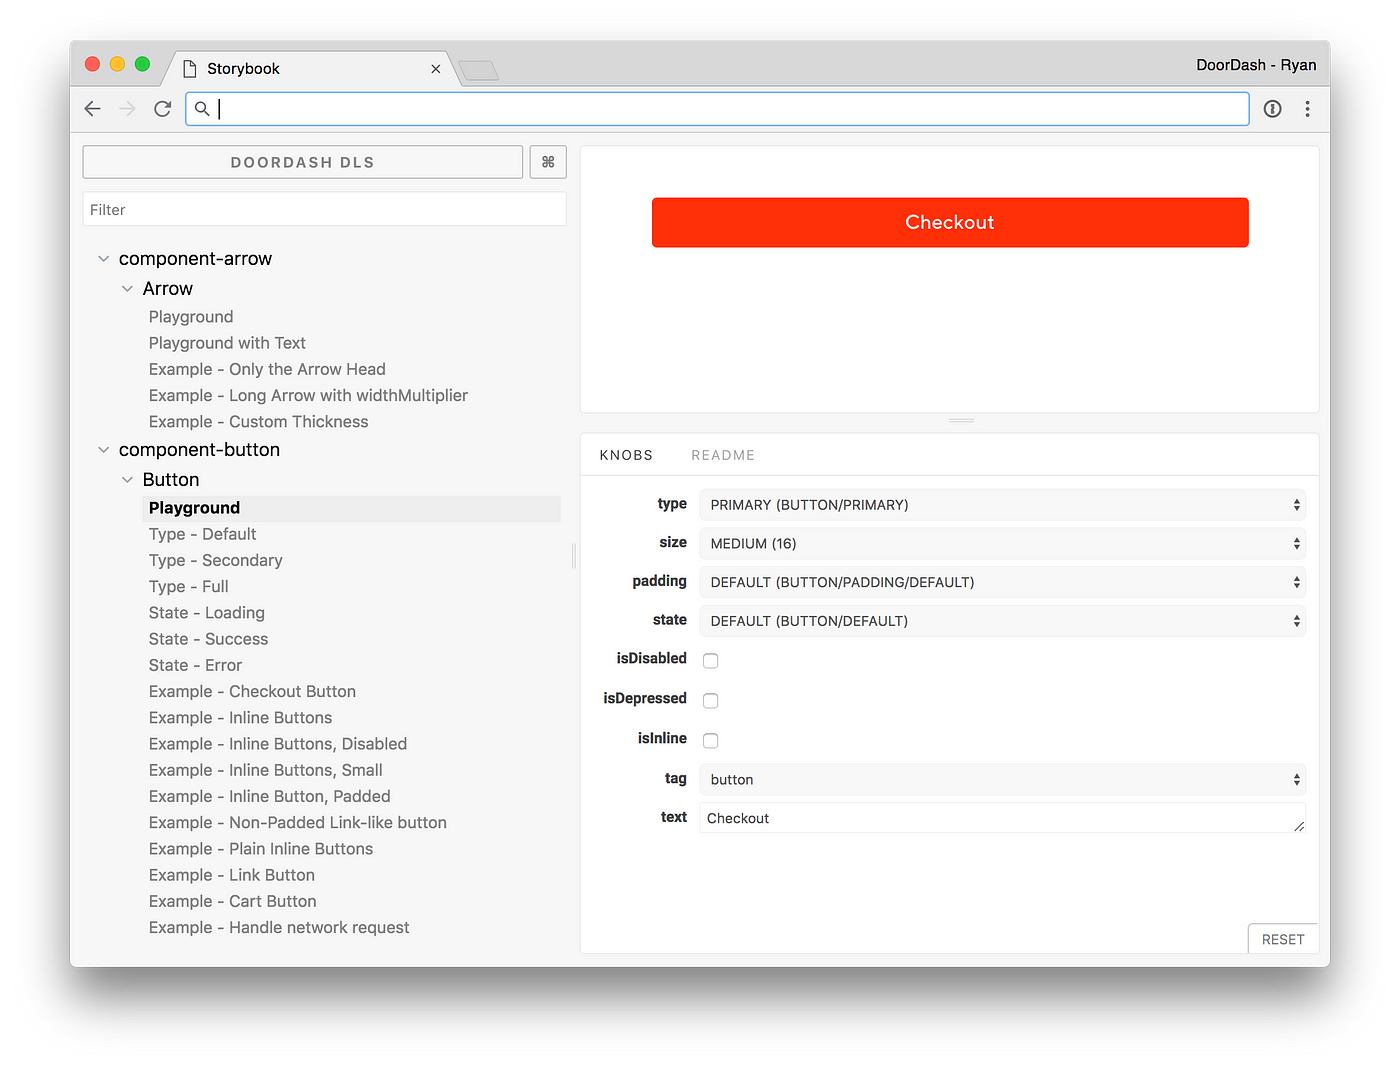 Storybook
DoorDash - Ryan
DOORDASH DLS
⌘
Filter
component-arrow
Arrow
Playground
Playground with Text
Example - Only the Arrow Head
Example - Long Arrow with widthMultiplier
Example - Custom Thickness
component-button
Button
Playground
Type - Default
Type - Secondary
Type - Full
State - Loading
State - Success
State - Error
Example - Checkout Button
Example - Inline Buttons
Example - Inline Buttons, Disabled
Example - Inline Buttons, Small
Example - Inline Button, Padded
Example - Non-Padded Link-like button
Example - Plain Inline Buttons
Example - Link Button
Example - Cart Button
Example - Handle network request
Checkout
KNOBS README
type PRIMARY (BUTTON/PRIMARY)
size MEDIUM (16)
padding DEFAULT (BUTTON/PADDING/DEFAULT)
state DEFAULT (BUTTON/DEFAULT)
isDisabled
isDepressed
isInline
tag button
text Checkout
RESET